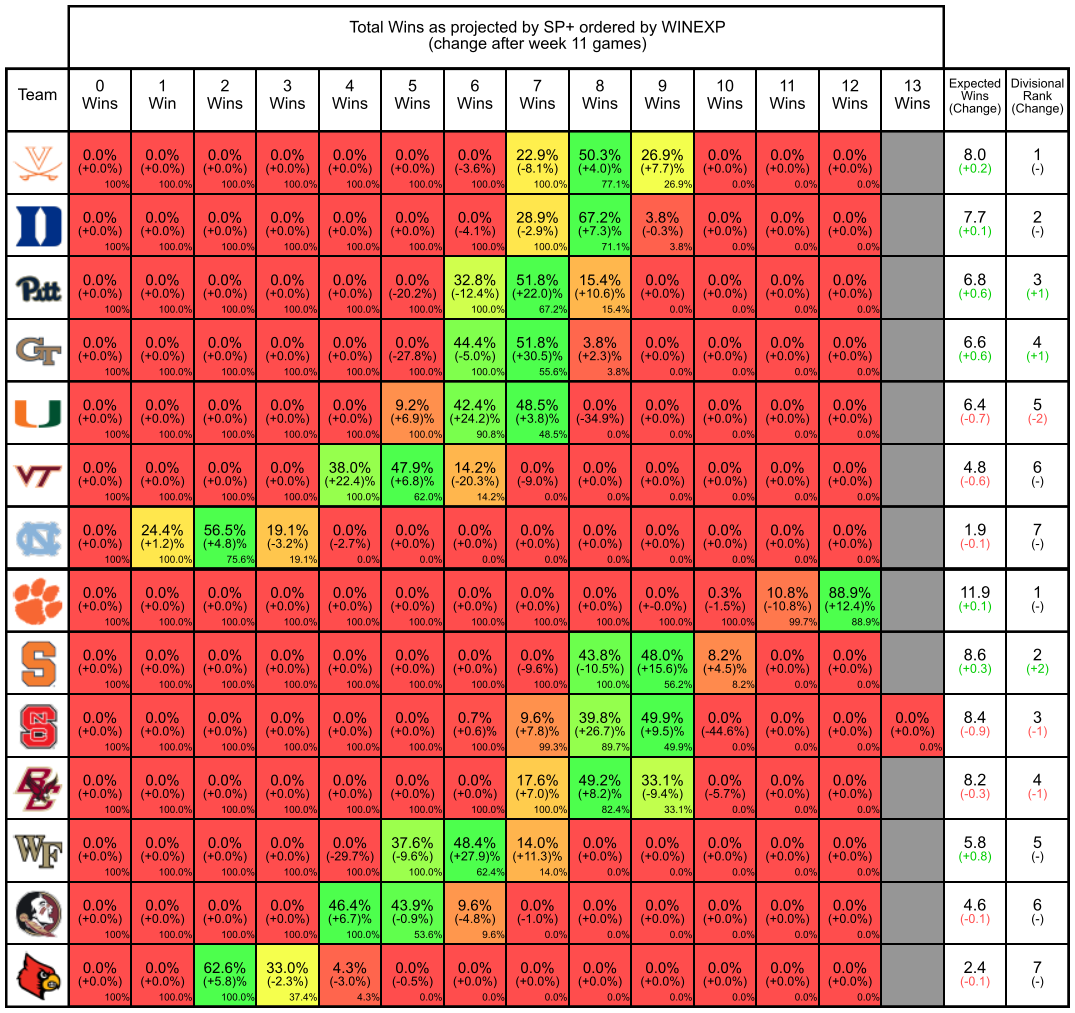 Total Wins as projected by SP+ ordered by WINEXP
(change after week 11 games)
Team
0 Wins
1 Win
2 Wins
3 Wins
4 Wins
5 Wins
6 Wins
7 Wins
8 Wins
9 Wins
10 Wins
11 Wins
12 Wins
13 Wins
Expected Wins (Change)
Divisional Rank (Change)
V
0.0% 0.0% 0.0% 0.0% 0.0% 0.0% 0.0% 22.9% 50.3% 26.9% 0.0% 0.0% 0.0% 8.0 1
(+0.0%) (+0.0%) (+0.0%) (+0.0%) (+0.0%) (+0.0%) (-3.6%) (-8.1%) (+4.0)% (+7.7)% (+0.0%) (+0.0%) (+0.0%) (+0.2) (-)
100% 100.0% 100.0% 100.0% 100.0% 100.0% 100.0% 100.0% 77.1% 26.9% 0.0% 0.0% 0.0%
D
0.0% 0.0% 0.0% 0.0% 0.0% 0.0% 0.0% 28.9% 67.2% 3.8% 0.0% 0.0% 0.0% 7.7 2
(+0.0%) (+0.0%) (+0.0%) (+0.0%) (+0.0%) (+0.0%) (-4.1%) (-2.9%) (+7.3)% (-0.3%) (+0.0%) (+0.0%) (+0.0%) (+0.1) (-)
100% 100.0% 100.0% 100.0% 100.0% 100.0% 100.0% 100.0% 71.1% 3.8% 0.0% 0.0% 0.0%
Pitt
0.0% 0.0% 0.0% 0.0% 0.0% 0.0% 32.8% 51.8% 15.4% 0.0% 0.0% 0.0% 0.0% 6.8 3
(+0.0%) (+0.0%) (+0.0%) (+0.0%) (+0.0%) (-20.2%) (-12.4%) (+22.0)% (+10.6)% (+0.0%) (+0.0%) (+0.0%) (+0.0%) (+0.6) (+1)
100% 100.0% 100.0% 100.0% 100.0% 100.0% 100.0% 67.2% 15.4% 0.0% 0.0% 0.0% 0.0%
GT
0.0% 0.0% 0.0% 0.0% 0.0% 0.0% 44.4% 51.8% 3.8% 0.0% 0.0% 0.0% 0.0% 6.6 4
(+0.0%) (+0.0%) (+0.0%) (+0.0%) (+0.0%) (-27.8%) (-5.0%) (+30.5)% (+2.3)% (+0.0%) (+0.0%) (+0.0%) (+0.0%) (+0.6) (+1)
100% 100.0% 100.0% 100.0% 100.0% 100.0% 100.0% 55.6% 3.8% 0.0% 0.0% 0.0% 0.0%
U
0.0% 0.0% 0.0% 0.0% 0.0% 9.2% 42.4% 48.5% 0.0% 0.0% 0.0% 0.0% 0.0% 6.4 5
(+0.0%) (+0.0%) (+0.0%) (+0.0%) (+0.0%) (+6.9)% (+24.2)% (+3.8)% (-34.9%) (+0.0%) (+0.0%) (+0.0%) (+0.0%) (-0.7) (-2)
100% 100.0% 100.0% 100.0% 100.0% 100.0% 90.8% 48.5% 0.0% 0.0% 0.0% 0.0% 0.0%
VT
0.0% 0.0% 0.0% 0.0% 38.0% 47.9% 14.2% 0.0% 0.0% 0.0% 0.0% 0.0% 0.0% 4.8 6
(+0.0%) (+0.0%) (+0.0%) (+0.0%) (+22.4)% (+6.8)% (-20.3%) (-9.0%) (+0.0%) (+0.0%) (+0.0%) (+0.0%) (+0.0%) (-0.6) (-)
100% 100.0% 100.0% 100.0% 100.0% 62.0% 14.2% 0.0% 0.0% 0.0% 0.0% 0.0% 0.0%
NC
0.0% 24.4% 56.5% 19.1% 0.0% 0.0% 0.0% 0.0% 0.0% 0.0% 0.0% 0.0% 0.0% 1.9 7
(+0.0%) (+1.2)% (+4.8)% (-3.2%) (-2.7%) (+0.0%) (+0.0%) (+0.0%) (+0.0%) (+0.0%) (+0.0%) (+0.0%) (+0.0%) (-0.1) (-)
100% 100.0% 75.6% 19.1% 0.0% 0.0% 0.0% 0.0% 0.0% 0.0% 0.0% 0.0% 0.0%
0.0% 0.0% 0.0% 0.0% 0.0% 0.0% 0.0% 0.0% 0.0% 0.0% 0.3% 10.8% 88.9% 11.9 1
(+0.0%) (+0.0%) (+0.0%) (+0.0%) (+0.0%) (+0.0%) (+0.0%) (+0.0%) (+0.0%) (+-0.0%) (-1.5%) (-10.8%) (+12.4)% (+0.1) (-)
100% 100.0% 100.0% 100.0% 100.0% 100.0% 100.0% 100.0% 100.0% 100.0% 100.0% 99.7% 88.9%
S
0.0% 0.0% 0.0% 0.0% 0.0% 0.0% 0.0% 0.0% 43.8% 48.0% 8.2% 0.0% 0.0% 8.6 2
(+0.0%) (+0.0%) (+0.0%) (+0.0%) (+0.0%) (+0.0%) (+0.0%) (-9.6%) (-10.5%) (+15.6)% (+4.5)% (+0.0%) (+0.0%) (+0.3) (+2)
100% 100.0% 100.0% 100.0% 100.0% 100.0% 100.0% 100.0% 100.0% 56.2% 8.2% 0.0% 0.0%
NSC
0.0% 0.0% 0.0% 0.0% 0.0% 0.0% 0.7% 9.6% 39.8% 49.9% 0.0% 0.0% 0.0% 0.0% 8.4 3
(+0.0%) (+0.0%) (+0.0%) (+0.0%) (+0.0%) (+0.0%) (+0.6)% (+7.8)% (+26.7)% (+9.5)% (-44.6%) (+0.0%) (+0.0%) (+0.0%) (-0.9) (-1)
100% 100.0% 100.0% 100.0% 100.0% 100.0% 100.0% 99.3% 89.7% 49.9% 0.0% 0.0% 0.0% 0.0%
BC
0.0% 0.0% 0.0% 0.0% 0.0% 0.0% 0.0% 17.6% 49.2% 33.1% 0.0% 0.0% 0.0% 8.2 4
(+0.0%) (+0.0%) (+0.0%) (+0.0%) (+0.0%) (+0.0%) (+0.0%) (+7.0)% (+8.2)% (-9.4%) (-5.7%) (+0.0%) (+0.0%) (-0.3) (-1)
100% 100.0% 100.0% 100.0% 100.0% 100.0% 100.0% 100.0% 82.4% 33.1% 0.0% 0.0% 0.0%
WF
0.0% 0.0% 0.0% 0.0% 0.0% 37.6% 48.4% 14.0% 0.0% 0.0% 0.0% 0.0% 0.0% 5.8 5
(+0.0%) (+0.0%) (+0.0%) (+0.0%) (-29.7%) (-9.6%) (+27.9)% (+11.3)% (+0.0%) (+0.0%) (+0.0%) (+0.0%) (+0.0%) (+0.8) (-)
100% 100.0% 100.0% 100.0% 100.0% 100.0% 62.4% 14.0% 0.0% 0.0% 0.0% 0.0% 0.0%
0.0% 0.0% 0.0% 0.0% 46.4% 43.9% 9.6% 0.0% 0.0% 0.0% 0.0% 0.0% 0.0% 4.6 6
(+0.0%) (+0.0%) (+0.0%) (+0.0%) (+6.7)% (-0.9%) (-4.8%) (-1.0%) (+0.0%) (+0.0%) (+0.0%) (+0.0%) (+0.0%) (-0.1) (-)
100% 100.0% 100.0% 100.0% 100.0% 53.6% 9.6% 0.0% 0.0% 0.0% 0.0% 0.0% 0.0%
0.0% 0.0% 62.6% 33.0% 4.3% 0.0% 0.0% 0.0% 0.0% 0.0% 0.0% 0.0% 0.0% 2.4 7
(+0.0%) (+0.0%) (+5.8)% (-2.3%) (-3.0%) (-0.5%) (+0.0%) (+0.0%) (+0.0%) (+0.0%) (+0.0%) (+0.0%) (+0.0%) (-0.1) (-)
100% 100.0% 100.0% 37.4% 4.3% 0.0% 0.0% 0.0% 0.0% 0.0% 0.0% 0.0% 0.0%